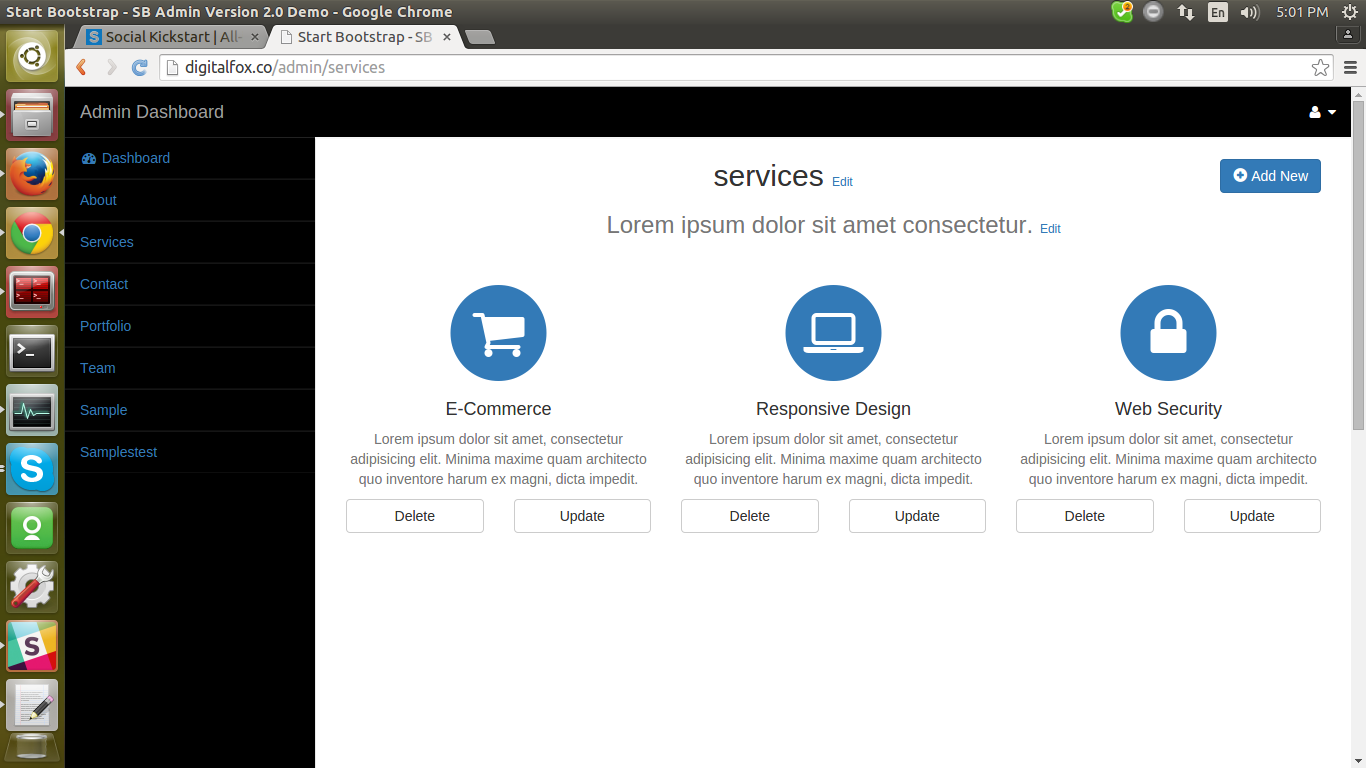 Start Bootstrap - SB Admin Version 2.0 Demo - Google Chrome
2
En
5:01 PM
S Social Kickstart | All-
Start Bootstrap - SB
digitalfox.co/admin/services
Admin Dashboard
Dashboard
About
Services
Contact
Portfolio
Team
Sample
Samplestest
services Edit
Add New
Lorem ipsum dolor sit amet consectetur. Edit
E-Commerce
Lorem ipsum dolor sit amet, consectetur
adipisicing elit. Minima maxime quam architecto
quo inventore harum ex magni, dicta impedit.
Delete Update
Responsive Design
Lorem ipsum dolor sit amet, consectetur
adipisicing elit. Minima maxime quam architecto
quo inventore harum ex magni, dicta impedit.
Delete Update
Web Security
Lorem ipsum dolor sit amet, consectetur
adipisicing elit. Minima maxime quam architecto
quo inventore harum ex magni, dicta impedit.
Delete Update
>_
S
S